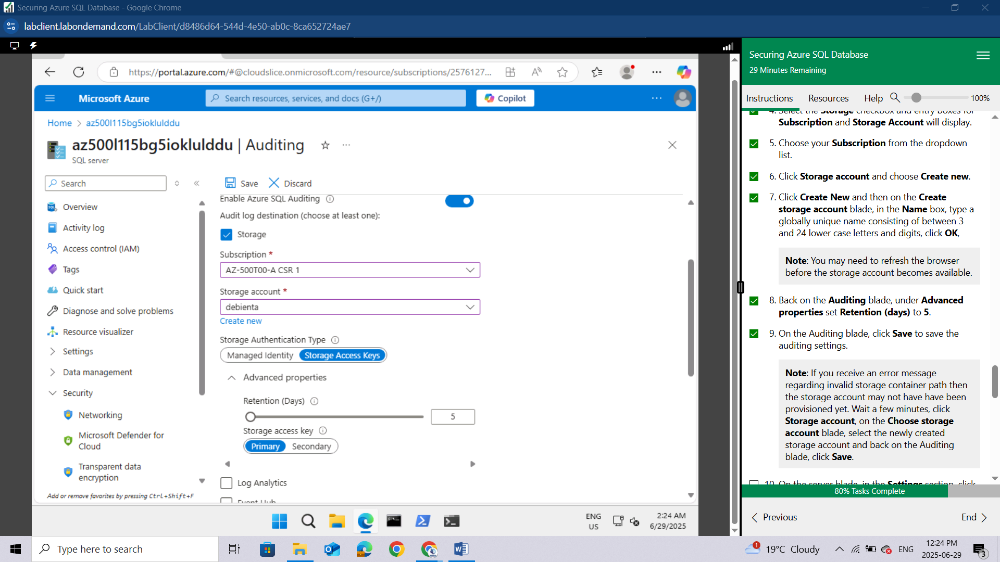 Securing Azure SQL Database - Google Chrome
labclient.labondemand.com/LabClient/d8486d64-544d-4e50-ab0c-8ca652724ae7
https://portal.azure.com/#@cloudslice.onmicrosoft.com/resource/subscriptions/2576127...
Microsoft Azure
Search resources, services, and docs (G+/)
Copilot
Home > az500l115bg5ioklulddu
az500l115bg5ioklulddu | Auditing
SQL server
Search
Overview
Activity log
Access control (IAM)
Tags
Quick start
Diagnose and solve problems
Resource visualizer
Settings
Data management
Security
Networking
Microsoft Defender for
Cloud
Transparent data
encryption
Add or remove favorites by pressing Ctrl+Shift+F
Save
Discard
Enable Azure SQL Auditing
Audit log destination (choose at least one):
Storage
Subscription *
AZ-500T00-A CSR 1
Storage account *
debienta
Create new
Storage Authentication Type
Managed Identity Storage Access Keys
Advanced properties
Retention (Days)
5
Storage access key
Primary Secondary
Log Analytics
Event Hub
ENG
US
2:24 AM
6/29/2025
Securing Azure SQL Database
29 Minutes Remaining
Instructions Resources Help 100%
4. Select the Storage checkbox and entry boxes for
Subscription and Storage Account will display.
5. Choose your Subscription from the dropdown
list.
6. Click Storage account and choose Create new.
7. Click Create New and then on the Create
storage account blade, in the Name box, type a
globally unique name consisting of between 3
and 24 lower case letters and digits, click OK,
Note: You may need to refresh the browser
before the storage account becomes available.
8. Back on the Auditing blade, under Advanced
properties set Retention (days) to 5.
9. On the Auditing blade, click Save to save the
auditing settings.
Note: If you receive an error message
regarding invalid storage container path then
the storage account may not have have been
provisioned yet. Wait a few minutes, click
Storage account, on the Choose storage
account blade, select the newly created
storage account and back on the Auditing
blade, click Save.
10. On the server blade, in the Settings section, click
80% Tasks Complete
Previous
End
Type here to search
1
19°C Cloudy
ENG
12:24 PM
2025-06-29
3